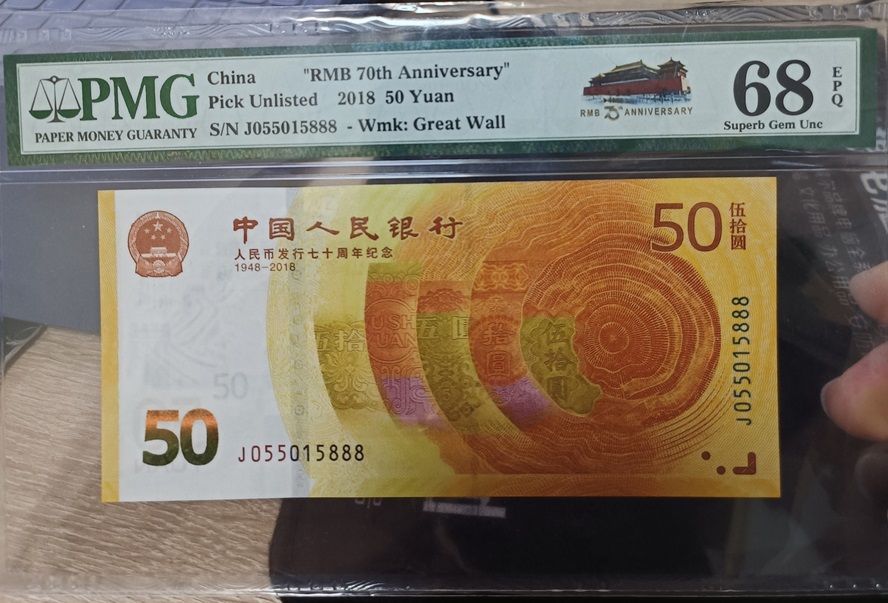 PMG
PAPER MONEY GUARANTY
China "RMB 70th Anniversary"
Pick Unlisted 2018 50 Yuan
S/N J055015888 - Wmk: Great Wall
RMB 70th ANNIVERSARY
68
EPQ
Superb Gem Unc
中国人民银行
人民币发行七十周年纪念
1948-2018
50
伍拾圆
伍拾圆
50
50
J055015888
J055015888